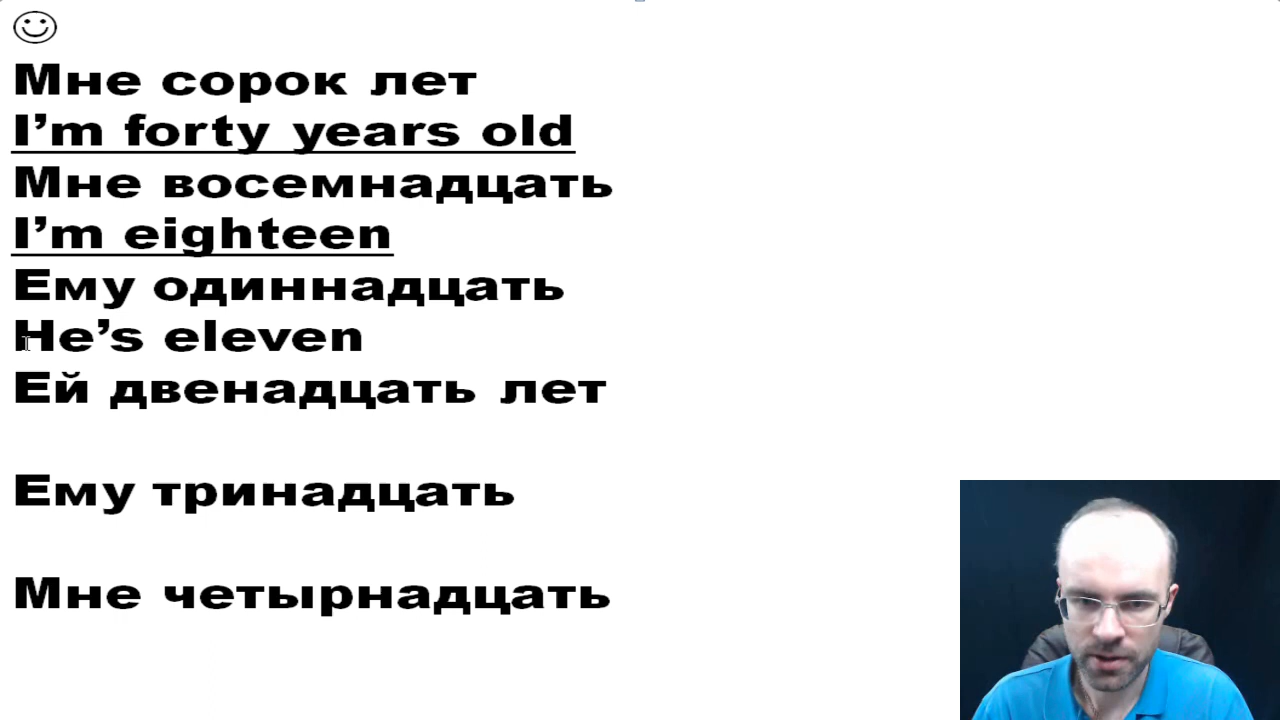 Мне сорок лет
I’m forty years old
Мне восемнадцать
I’m eighteen
Ему одиннадцать
He’s eleven
Ей двенадцать лет
Ему тринадцать
Мне четырнадцать